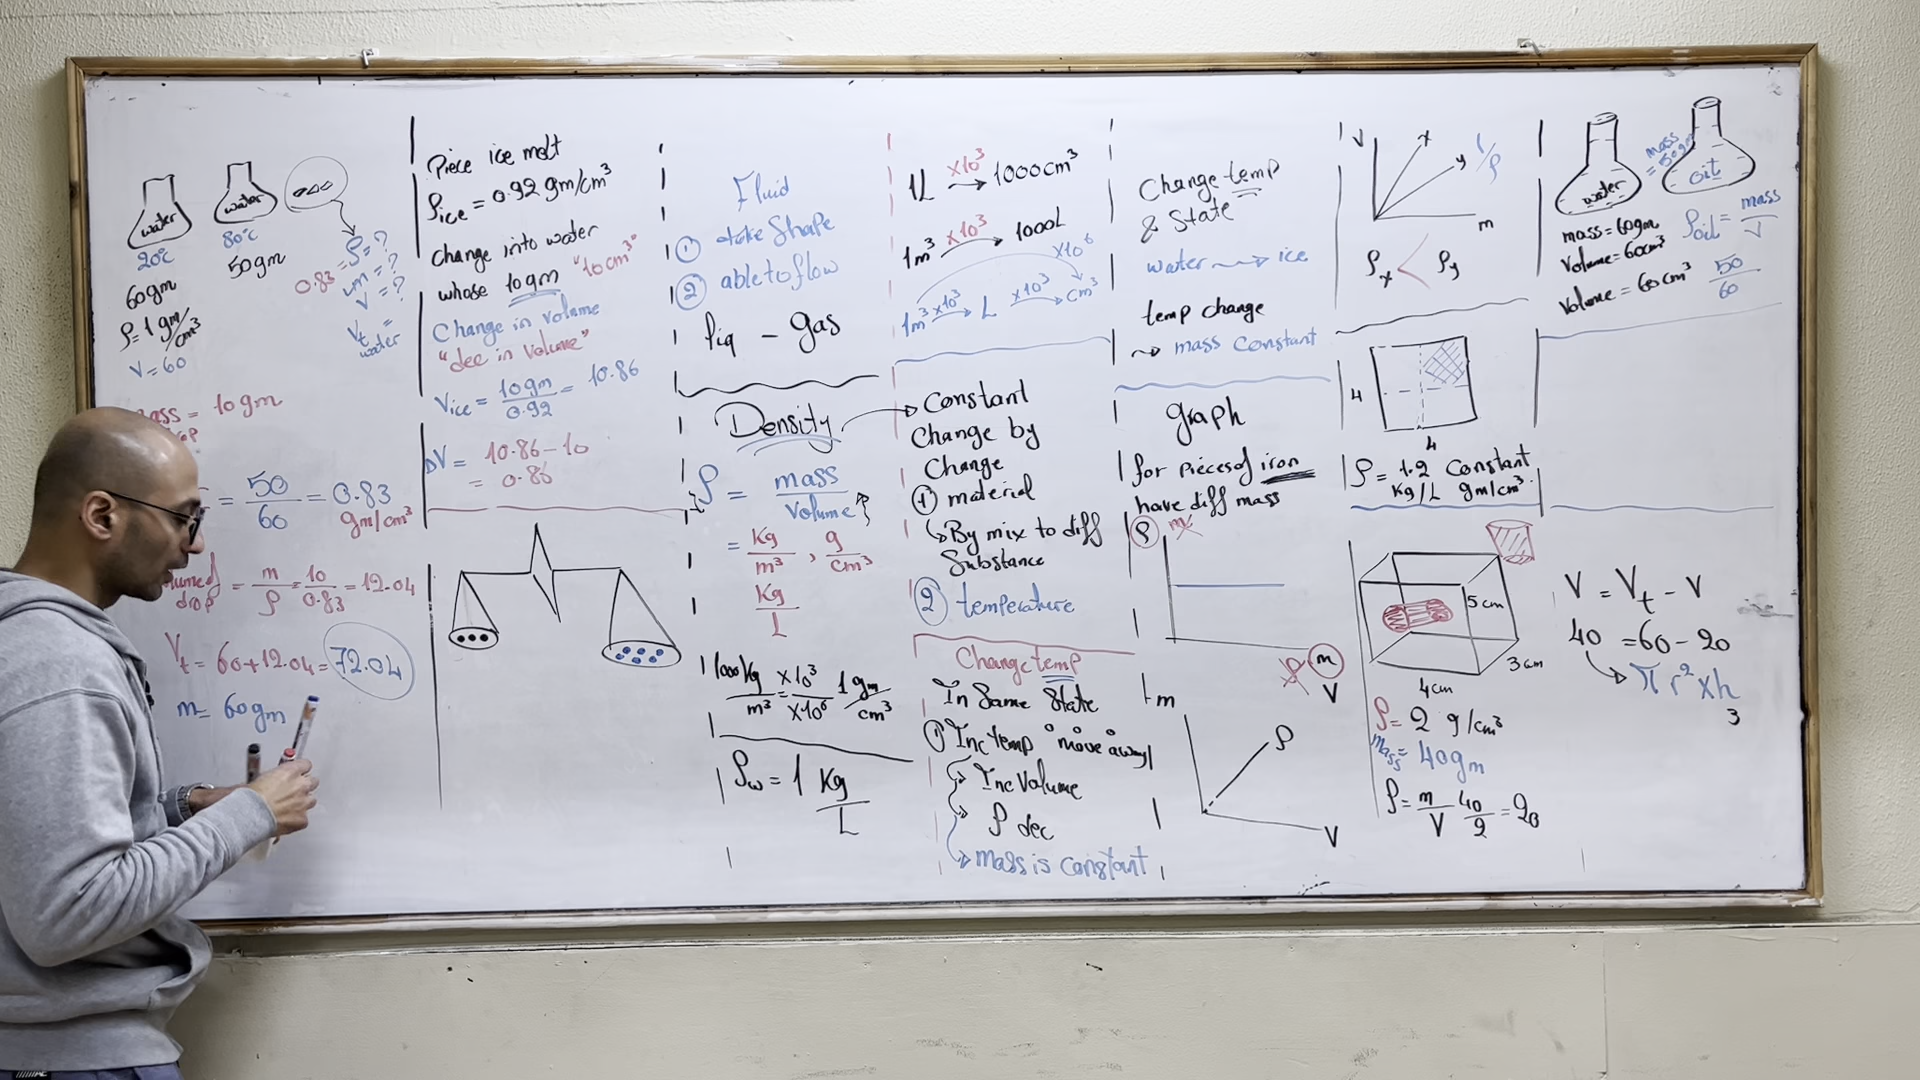 water
20°c
60gm
ρ=1 gm/cm³
V=60
water
80°c
50gm
0.83 = ρ=?
m=?
V=?
Vt water =
= 10gm
= 50/60 = 0.83 gm/cm³
drop = m/ρ = 10/0.83 = 12.04
Vt = 60+12.04 = 72.04
m= 60gm
Piece ice melt
ρice = 0.92 gm/cm³
change into water
whose 10gm "10cm³"
Change in volume
"dec in volume"
Vice = 10gm/0.92 = 10.86
ΔV = 10.86-10
= 0.86
Fluid
① take shape
② able to flow
liq - gas
Density
ρ = mass/volume
= Kg/m³ , g/cm³
Kg/L
1000Kg/m³ = ×10³/×10⁶ 1 gm/cm³
ρw = 1 Kg/L
1L ×10³ → 1000cm³
1m³ ×10³ → 1000L
×10⁶
1m³ ×10³ → L ×10³ → cm³
Constant
Change by
Change
① material
By mix to diff
Substance
② temperature
Change temp
In Same State
① Inc temp "move away"
Inc Volume
ρ dec
mass is constant
Change temp
& State
water → ice
temp change
→ mass Constant
graph
for pieces of iron
have diff mass
ρ m
ρ m
V
m
ρ
V
V
x
y 1/ρ
m
ρx < ρy
4
4
ρ = 1.2 Constant
Kg/L gm/cm³
5cm
3cm
4cm
ρ= 2 g/cm³
mass= 40gm
ρ = m/V 40/2 = 20
water
mass = 50gm
oil
mass = 60gm
Volume = 60cm³
Volume = 60cm³
ρoil = mass/V
50/60
V = Vt - V
40 = 60-20
π r² x h
3